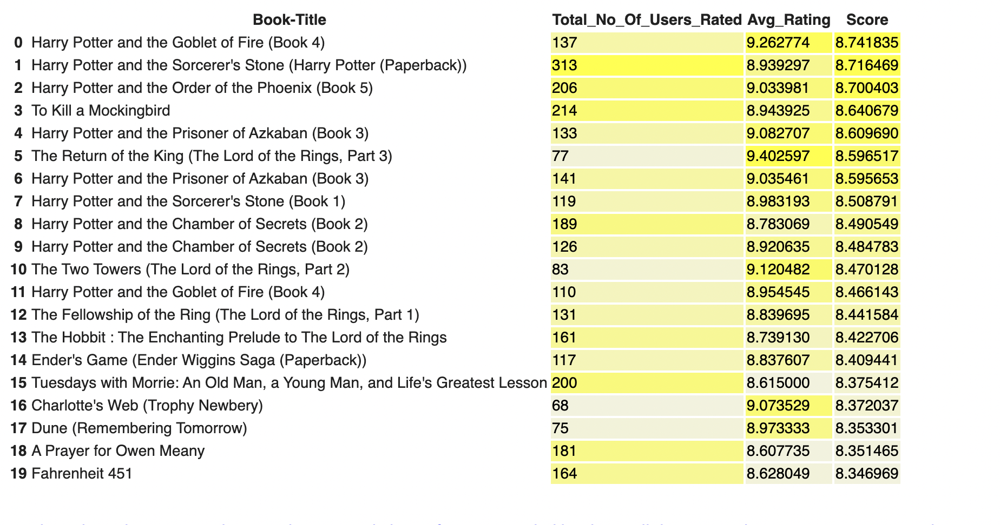 Book-Title Total_No_Of_Users_Rated Avg_Rating Score
0 Harry Potter and the Goblet of Fire (Book 4) 137 9.262774 8.741835
1 Harry Potter and the Sorcerer's Stone (Harry Potter (Paperback)) 313 8.939297 8.716469
2 Harry Potter and the Order of the Phoenix (Book 5) 206 9.033981 8.700403
3 To Kill a Mockingbird 214 8.943925 8.640679
4 Harry Potter and the Prisoner of Azkaban (Book 3) 133 9.082707 8.609690
5 The Return of the King (The Lord of the Rings, Part 3) 77 9.402597 8.596517
6 Harry Potter and the Prisoner of Azkaban (Book 3) 141 9.035461 8.595653
7 Harry Potter and the Sorcerer's Stone (Book 1) 119 8.983193 8.508791
8 Harry Potter and the Chamber of Secrets (Book 2) 189 8.783069 8.490549
9 Harry Potter and the Chamber of Secrets (Book 2) 126 8.920635 8.484783
10 The Two Towers (The Lord of the Rings, Part 2) 83 9.120482 8.470128
11 Harry Potter and the Goblet of Fire (Book 4) 110 8.954545 8.466143
12 The Fellowship of the Ring (The Lord of the Rings, Part 1) 131 8.839695 8.441584
13 The Hobbit : The Enchanting Prelude to The Lord of the Rings 161 8.739130 8.422706
14 Ender's Game (Ender Wiggins Saga (Paperback)) 117 8.837607 8.409441
15 Tuesdays with Morrie: An Old Man, a Young Man, and Life's Greatest Lesson 200 8.615000 8.375412
16 Charlotte's Web (Trophy Newbery) 68 9.073529 8.372037
17 Dune (Remembering Tomorrow) 75 8.973333 8.353301
18 A Prayer for Owen Meany 181 8.607735 8.351465
19 Fahrenheit 451 164 8.628049 8.346969